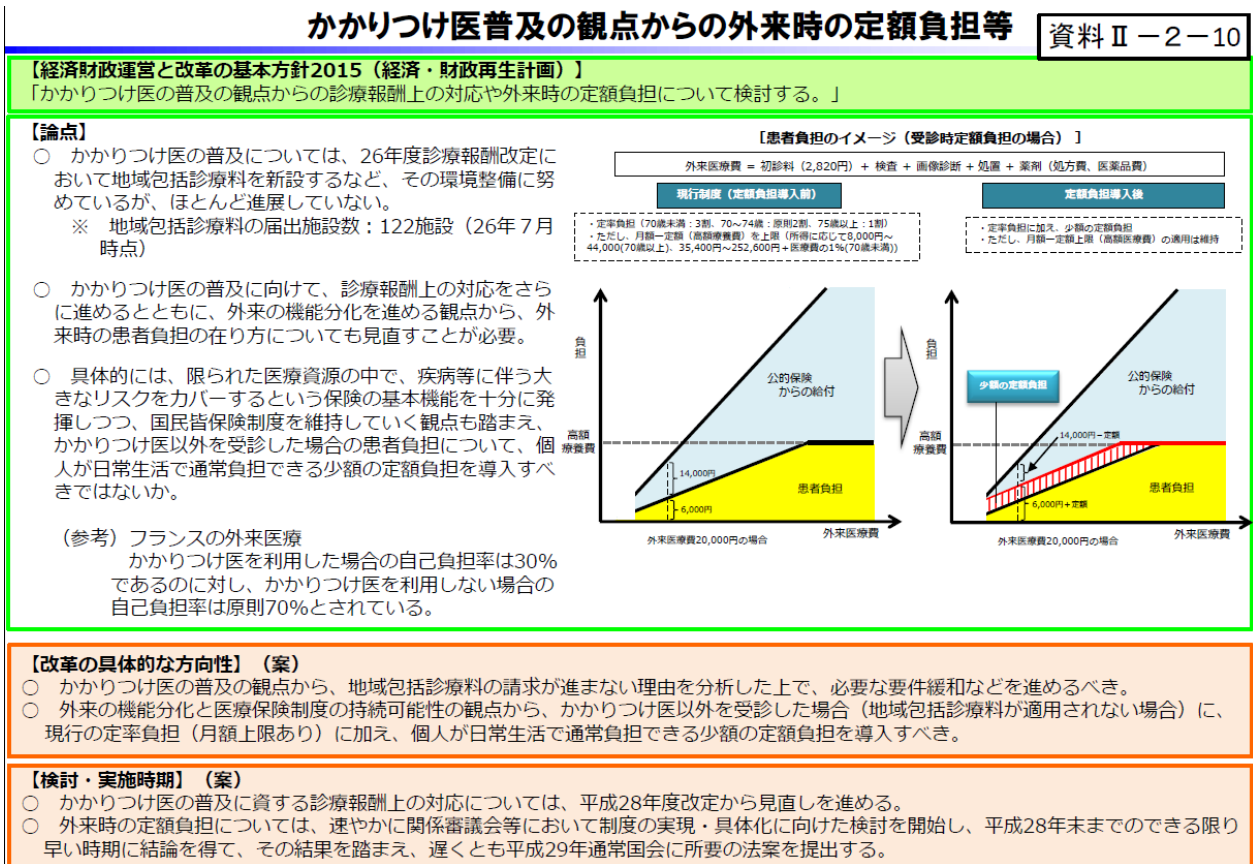 かかりつけ医普及の観点からの外来時の定額負担等
資料Ⅱ－2－10
【経済財政運営と改革の基本方針2015（経済・財政再生計画）】
「かかりつけ医の普及の観点からの診療報酬上の対応や外来時の定額負担について検討する。」
【論点】
○　かかりつけ医の普及については、26年度診療報酬改定に
おいて地域包括診療料を新設するなど、その環境整備に努
めているが、ほとんど進展していない。
※　地域包括診療料の届出施設数：122施設（26年７月
時点）
○　かかりつけ医の普及に向けて、診療報酬上の対応をさら
に進めるとともに、外来の機能分化を進める観点から、外
来時の患者負担の在り方についても見直すことが必要。
○　具体的には、限られた医療資源の中で、疾病等に伴う大
きなリスクをカバーするという保険の基本機能を十分に発
揮しつつ、国民皆保険制度を維持していく観点も踏まえ、
かかりつけ医以外を受診した場合の患者負担について、個
人が日常生活で通常負担できる少額の定額負担を導入すべ
きではないか。
（参考）フランスの外来医療
かかりつけ医を利用した場合の自己負担率は30%
であるのに対し、かかりつけ医を利用しない場合の
自己負担率は原則70%とされている。
［患者負担のイメージ（受診時定額負担の場合）］
外来医療費 = 初診料（2,820円）+ 検査 + 画像診断 + 処置 + 薬剤（処方費、医薬品費）
現行制度（定額負担導入前）
・定率負担（70歳未満：3割、70～74歳：原則2割、75歳以上：1割）
・ただし、月額一定額（高額療養費）を上限（所得に応じて8,000円～
44,000(70歳以上)、35,400円～252,600円＋医療費の1%(70歳未満))
負担
高額
療養費
公的保険
からの給付
14,000円
6,000円
患者負担
外来医療費20,000円の場合
外来医療費
定額負担導入後
・定率負担に加え、少額の定額負担
・ただし、月額一定額上限（高額医療費）の適用は維持
負担
高額
療養費
少額の定額負担
公的保険
からの給付
14,000円－定額
6,000円＋定額
患者負担
外来医療費20,000円の場合
外来医療費
【改革の具体的な方向性】（案）
○　かかりつけ医の普及の観点から、地域包括診療料の請求が進まない理由を分析した上で、必要な要件緩和などを進めるべき。
○　外来の機能分化と医療保険制度の持続可能性の観点から、かかりつけ医以外を受診した場合（地域包括診療料が適用されない場合）に、
現行の定率負担（月額上限あり）に加え、個人が日常生活で通常負担できる少額の定額負担を導入すべき。
【検討・実施時期】（案）
○　かかりつけ医の普及に資する診療報酬上の対応については、平成28年度改定から見直しを進める。
○　外来時の定額負担については、速やかに関係審議会等において制度の実現・具体化に向けた検討を開始し、平成28年末までのできる限り
早い時期に結論を得て、その結果を踏まえ、遅くとも平成29年通常国会に所要の法案を提出する。